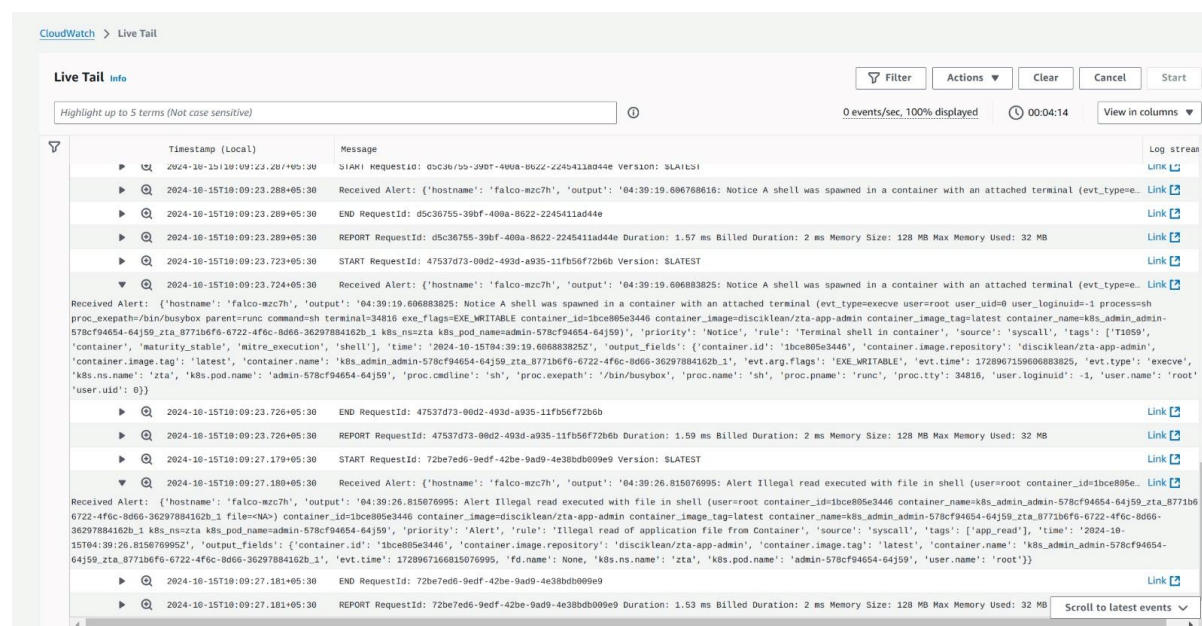 CloudWatch > Live Tail
Live Tail Info
Filter
Actions ▼
Clear
Cancel
Start
Highlight up to 5 terms (Not case sensitive)
0 events/sec, 100% displayed
00:04:14
View in columns ▼
Timestamp (Local) Message Log stream
2024-10-15T10:09:23.287+05:30 START RequestId: d5c36755-39bf-400a-8622-2245411ad44e Version: $LATEST Link
2024-10-15T10:09:23.288+05:30 Received Alert: {'hostname': 'falco-mzc7h', 'output': '04:39:19.606768616: Notice A shell was spawned in a container with an attached terminal (evt_type=e… Link
2024-10-15T10:09:23.289+05:30 END RequestId: d5c36755-39bf-400a-8622-2245411ad44e Link
2024-10-15T10:09:23.289+05:30 REPORT RequestId: d5c36755-39bf-400a-8622-2245411ad44e Duration: 1.57 ms Billed Duration: 2 ms Memory Size: 128 MB Max Memory Used: 32 MB Link
2024-10-15T10:09:23.723+05:30 START RequestId: 47537d73-00d2-493d-a935-11fb56f72b6b Version: $LATEST Link
2024-10-15T10:09:23.724+05:30 Received Alert: {'hostname': 'falco-mzc7h', 'output': '04:39:19.606883825: Notice A shell was spawned in a container with an attached terminal (evt_type=e… Link
Received Alert: {'hostname': 'falco-mzc7h', 'output': '04:39:19.606883825: Notice A shell was spawned in a container with an attached terminal (evt_type=execve user=root user_uid=0 user_loginuid=-1 process=sh
proc_exepath=/bin/busybox parent=runc command=sh terminal=34816 exe_flags=EXE_WRITABLE container_id=1bce805e3446 container_image=disciklean/zta-app-admin container_image_tag=latest container_name=k8s_admin_admin-
578cf94654-64j59_zta_8771b6f6-6722-4f6c-8d66-36297884162b_1 k8s_ns=zta k8s_pod_name=admin-578cf94654-64j59)', 'priority': 'Notice', 'rule': 'Terminal shell in container', 'source': 'syscall', 'tags': ['T1059',
'container', 'maturity_stable', 'mitre_execution', 'shell'], 'time': '2024-10-15T04:39:19.606883825Z', 'output_fields': {'container.id': '1bce805e3446', 'container.image.repository': 'disciklean/zta-app-admin',
'container.image.tag': 'latest', 'container.name': 'k8s_admin_admin-578cf94654-64j59_zta_8771b6f6-6722-4f6c-8d66-36297884162b_1', 'evt.arg.flags': 'EXE_WRITABLE', 'evt.time': 1728967159606883825, 'evt.type': 'execve',
'k8s.ns.name': 'zta', 'k8s.pod.name': 'admin-578cf94654-64j59', 'proc.cmdline': 'sh', 'proc.exepath': '/bin/busybox', 'proc.name': 'sh', 'proc.pname': 'runc', 'proc.tty': 34816, 'user.loginuid': -1, 'user.name': 'root'
'user.uid': 0}}
2024-10-15T10:09:23.726+05:30 END RequestId: 47537d73-00d2-493d-a935-11fb56f72b6b Link
2024-10-15T10:09:23.726+05:30 REPORT RequestId: 47537d73-00d2-493d-a935-11fb56f72b6b Duration: 1.59 ms Billed Duration: 2 ms Memory Size: 128 MB Max Memory Used: 32 MB Link
2024-10-15T10:09:27.179+05:30 START RequestId: 72be7ed6-9edf-42be-9ad9-4e38bdb009e9 Version: $LATEST Link
2024-10-15T10:09:27.180+05:30 Received Alert: {'hostname': 'falco-mzc7h', 'output': '04:39:26.815076995: Alert Illegal read executed with file in shell (user=root container_id=1bce805e… Link
Received Alert: {'hostname': 'falco-mzc7h', 'output': '04:39:26.815076995: Alert Illegal read executed with file in shell (user=root container_id=1bce805e3446 container_name=k8s_admin_admin-578cf94654-64j59_zta_8771b6
6722-4f6c-8d66-36297884162b_1 file=<NA>) container_id=1bce805e3446 container_image=disciklean/zta-app-admin container_image_tag=latest container_name=k8s_admin_admin-578cf94654-64j59_zta_8771b6f6-6722-4f6c-8d66-
36297884162b_1 k8s_ns=zta k8s_pod_name=admin-578cf94654-64j59', 'priority': 'Alert', 'rule': 'Illegal read of application file from Container', 'source': 'syscall', 'tags': ['app_read'], 'time': '2024-10-
15T04:39:26.815076995Z', 'output_fields': {'container.id': '1bce805e3446', 'container.image.repository': 'disciklean/zta-app-admin', 'container.image.tag': 'latest', 'container.name': 'k8s_admin_admin-578cf94654-
64j59_zta_8771b6f6-6722-4f6c-8d66-36297884162b_1', 'evt.time': 1728967166815076995, 'fd.name': None, 'k8s.ns.name': 'zta', 'k8s.pod.name': 'admin-578cf94654-64j59', 'user.name': 'root'}}
2024-10-15T10:09:27.181+05:30 END RequestId: 72be7ed6-9edf-42be-9ad9-4e38bdb009e9 Link
2024-10-15T10:09:27.181+05:30 REPORT RequestId: 72be7ed6-9edf-42be-9ad9-4e38bdb009e9 Duration: 1.53 ms Billed Duration: 2 ms Memory Size: 128 MB Max Memory Used: 32 MB
Scroll to latest events